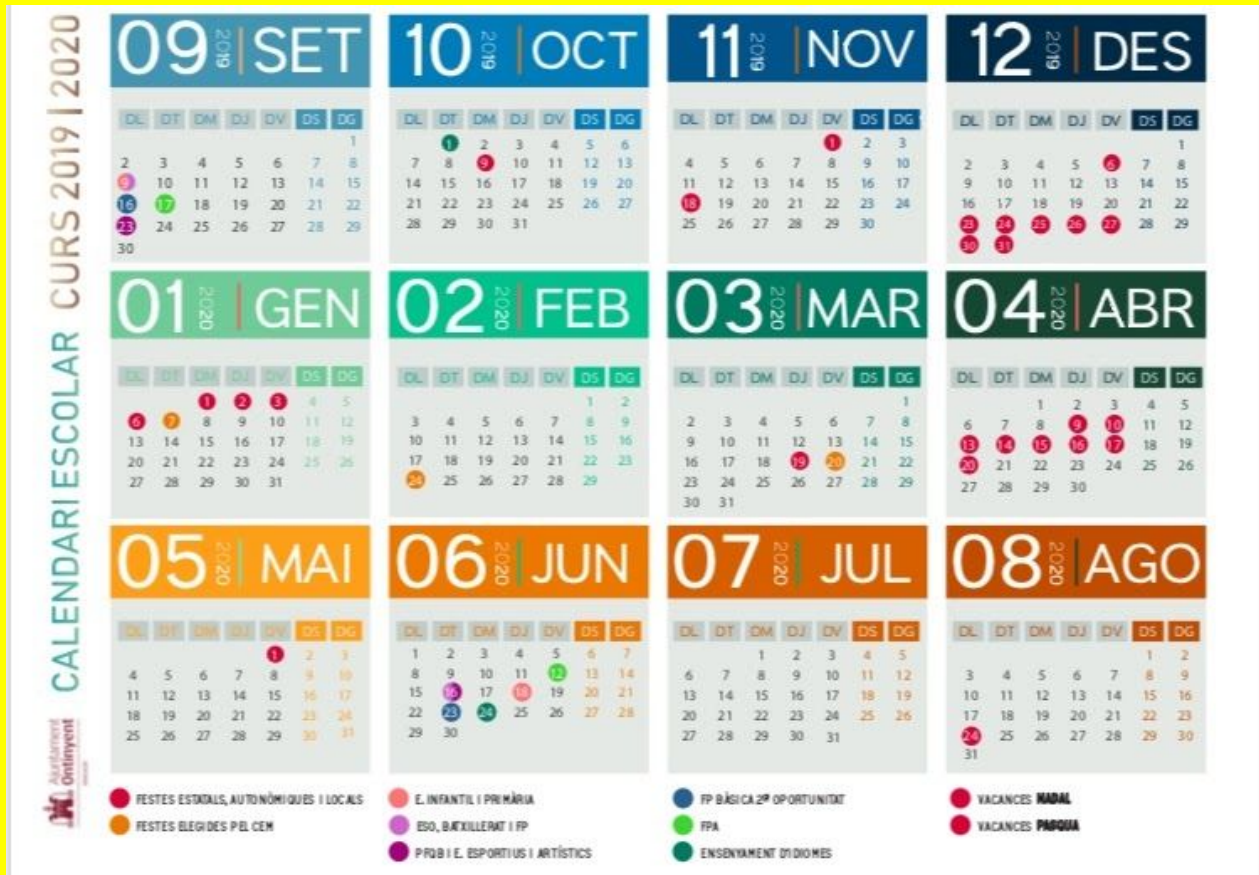 CALENDARI ESCOLAR CURS 2019 | 2020
Ajuntament
Ontinyent
09 2019 SET
DL DT DM DJ DV DS DG
1
2 3 4 5 6 7 8
9 10 11 12 13 14 15
16 17 18 19 20 21 22
23 24 25 26 27 28 29
30
10 2019 OCT
DL DT DM DJ DV DS DG
1 2 3 4 5 6
7 8 9 10 11 12 13
14 15 16 17 18 19 20
21 22 23 24 25 26 27
28 29 30 31
11 2019 NOV
DL DT DM DJ DV DS DG
1 2 3
4 5 6 7 8 9 10
11 12 13 14 15 16 17
18 19 20 21 22 23 24
25 26 27 28 29 30
12 2019 DES
DL DT DM DJ DV DS DG
1
2 3 4 5 6 7 8
9 10 11 12 13 14 15
16 17 18 19 20 21 22
23 24 25 26 27 28 29
30 31
01 2020 GEN
DL DT DM DJ DV DS DG
1 2 3 4 5
6 7 8 9 10 11 12
13 14 15 16 17 18 19
20 21 22 23 24 25 26
27 28 29 30 31
02 2020 FEB
DL DT DM DJ DV DS DG
1 2
3 4 5 6 7 8 9
10 11 12 13 14 15 16
17 18 19 20 21 22 23
24 25 26 27 28 29
03 2020 MAR
DL DT DM DJ DV DS DG
1
2 3 4 5 6 7 8
9 10 11 12 13 14 15
16 17 18 19 20 21 22
23 24 25 26 27 28 29
30 31
04 2020 ABR
DL DT DM DJ DV DS DG
1 2 3 4 5
6 7 8 9 10 11 12
13 14 15 16 17 18 19
20 21 22 23 24 25 26
27 28 29 30
05 2020 MAI
DL DT DM DJ DV DS DG
1 2 3
4 5 6 7 8 9 10
11 12 13 14 15 16 17
18 19 20 21 22 23 24
25 26 27 28 29 30 31
06 2020 JUN
DL DT DM DJ DV DS DG
1 2 3 4 5 6 7
8 9 10 11 12 13 14
15 16 17 18 19 20 21
22 23 24 25 26 27 28
29 30
07 2020 JUL
DL DT DM DJ DV DS DG
1 2 3 4 5
6 7 8 9 10 11 12
13 14 15 16 17 18 19
20 21 22 23 24 25 26
27 28 29 30 31
08 2020 AGO
DL DT DM DJ DV DS DG
1 2
3 4 5 6 7 8 9
10 11 12 13 14 15 16
17 18 19 20 21 22 23
24 25 26 27 28 29 30
31
FESTES ESTATALS, AUTONÒMIQUES I LOCALS
FESTES ELEGIDES PEL CEM
E. INFANTIL I PRIMÀRIA
ESO, BATXILLERAT I FP
PFQB I E. ESPORTIUS I ARTÍSTICS
FP BÀSICA 2ª OPORTUNITAT
FPA
ENSENYAMENT D'IDIOMES
VACANCES NADAL
VACANCES PASQUA